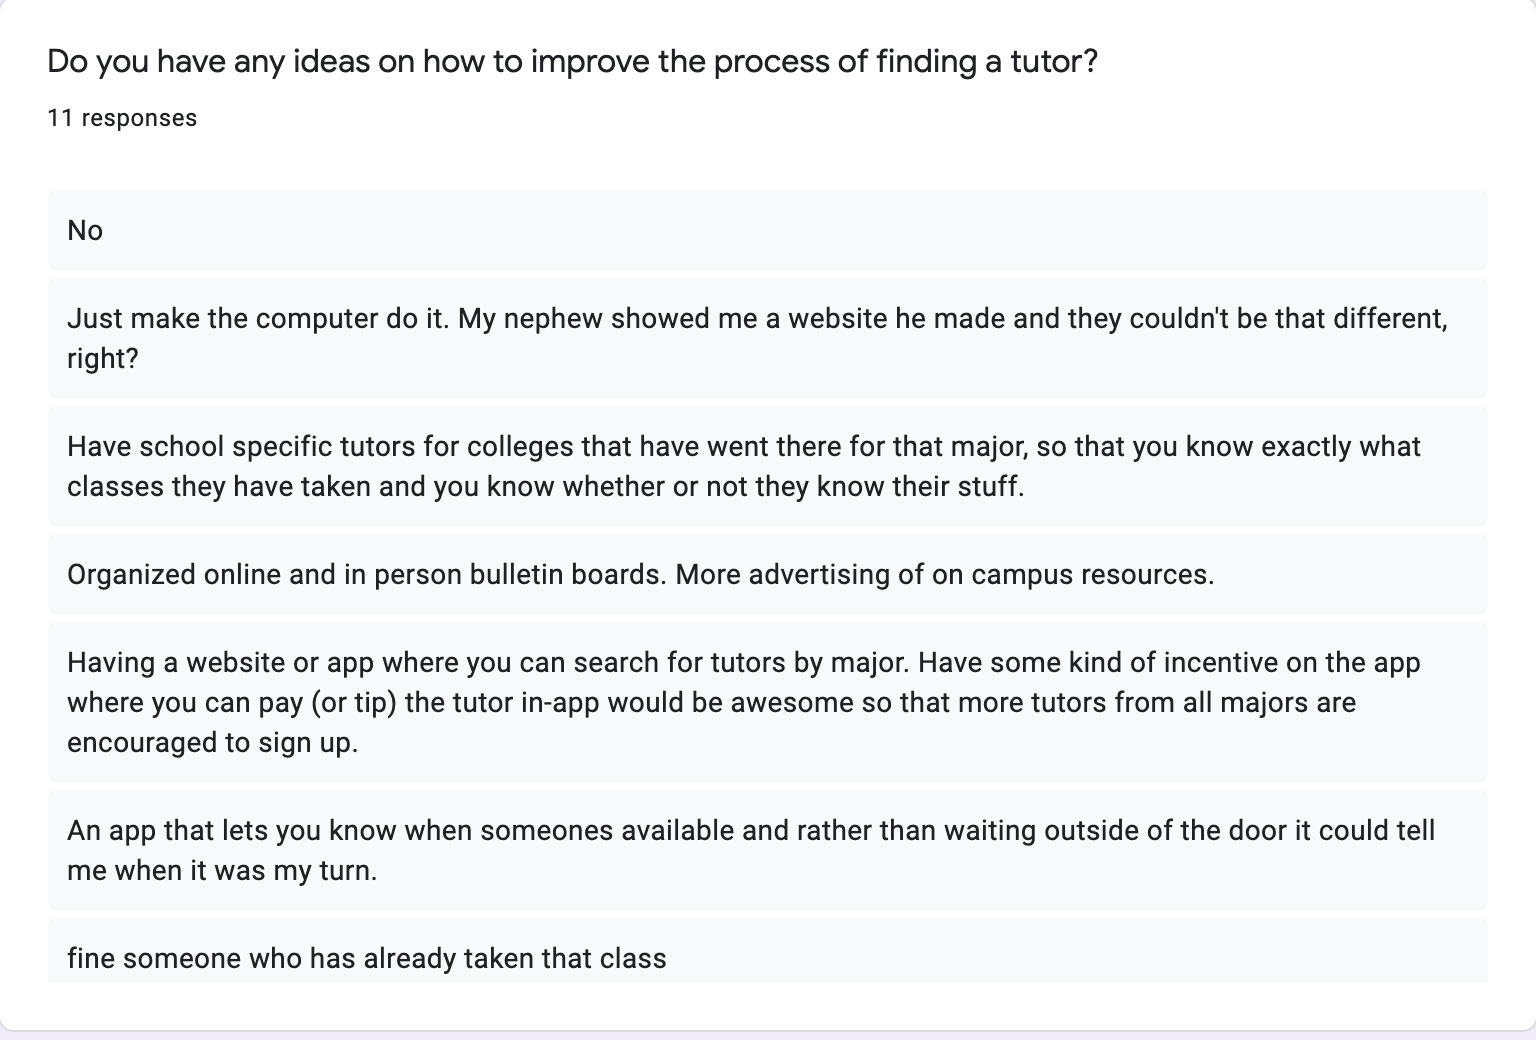 Do you have any ideas on how to improve the process of finding a tutor?
11 responses
No
Just make the computer do it. My nephew showed me a website he made and they couldn't be that different,
right?
Have school specific tutors for colleges that have went there for that major, so that you know exactly what
classes they have taken and you know whether or not they know their stuff.
Organized online and in person bulletin boards. More advertising of on campus resources.
Having a website or app where you can search for tutors by major. Have some kind of incentive on the app
where you can pay (or tip) the tutor in-app would be awesome so that more tutors from all majors are
encouraged to sign up.
An app that lets you know when someones available and rather than waiting outside of the door it could tell
me when it was my turn.
fine someone who has already taken that class